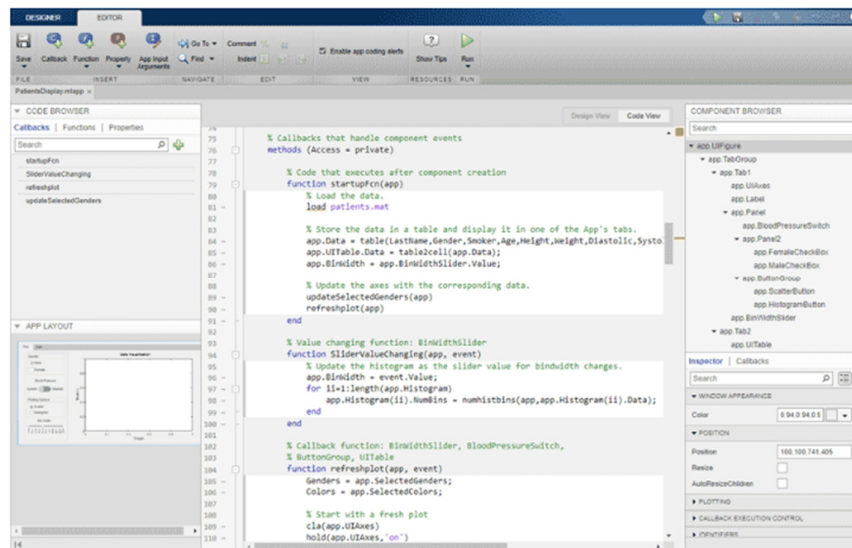 DESIGNER EDITOR
Save Callback Function Property App Input Arguments Go To Find Comment Indent Enable app coding alerts Show Tips Run
FILE INSERT NAVIGATE EDIT VIEW RESOURCES RUN
PatientsDisplay.mlapp ×
CODE BROWSER
Callbacks | Functions | Properties
Search
startupFcn
SliderValueChanging
refreshplot
updateSelectedGenders
APP LAYOUT
Design View Code View
74
75 % Callbacks that handle component events
76 methods (Access = private)
77
78 % Code that executes after component creation
79 function startupFcn(app)
80 % Load the data.
81 load patients.mat
82
83 % Store the data in a table and display it in one of the App's tabs.
84 app.Data = table(LastName,Gender,Smoker,Age,Height,Weight,Diastolic,Systo
85 app.UITable.Data = table2cell(app.Data);
86 app.BinWidth = app.BinWidthSlider.Value;
87
88 % Update the axes with the corresponding data.
89 updateSelectedGenders(app)
90 refreshplot(app)
91 end
92
93 % Value changing function: BinWidthSlider
94 function SliderValueChanging(app, event)
95 % Update the histogram as the slider value for bindwidth changes.
96 app.BinWidth = event.Value;
97 for ii=1:length(app.Histogram)
98 app.Histogram(ii).NumBins = numhistbins(app,app.Histogram(ii).Data);
99 end
100 end
101
102 % Callback function: BinWidthSlider, BloodPressureSwitch,
103 % ButtonGroup, UITable
104 function refreshplot(app, event)
105 Genders = app.SelectedGenders;
106 Colors = app.SelectedColors;
107
108 % Start with a fresh plot
109 cla(app.UIAxes)
110 hold(app.UIAxes,'on')
COMPONENT BROWSER
Search
app.UIFigure
app.TabGroup
app.Tab1
app.UIAxes
app.Label
app.Panel
app.BloodPressureSwitch
app.Panel2
app.FemaleCheckBox
app.MaleCheckBox
app.ButtonGroup
app.ScatterButton
app.HistogramButton
app.BinWidthSlider
app.Tab2
app.UITable
Inspector | Callbacks
Search
WINDOW APPEARANCE
Color 0.94,0.94,0.9
POSITION
Position 100,100,741,405
Resize
AutoResizeChildren
PLOTTING
CALLBACK EXECUTION CONTROL
IDENTIFIERS